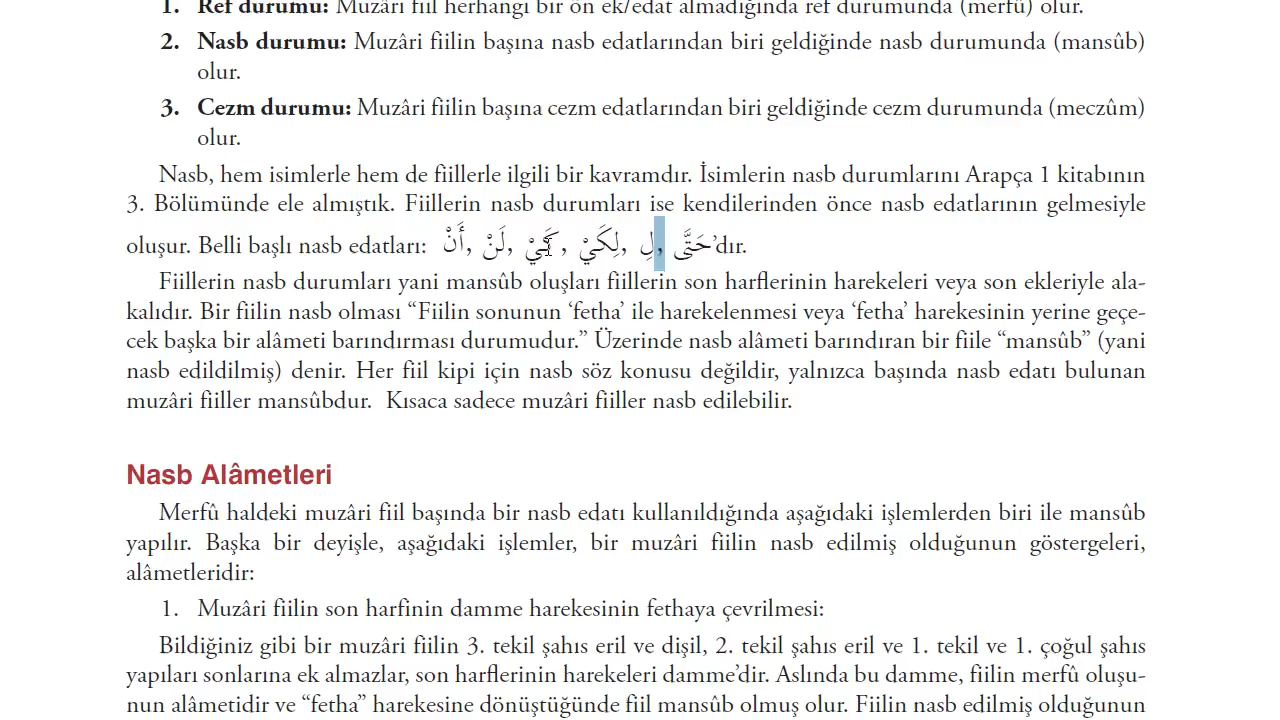 1. Ref durumu: Muzâri fiil herhangi bir ön ek/edat almadığında ref durumunda (merfû) olur.
2. Nasb durumu: Muzâri fiilin başına nasb edatlarından biri geldiğinde nasb durumunda (mansûb)
olur.
3. Cezm durumu: Muzâri fiilin başına cezm edatlarından biri geldiğinde cezm durumunda (meczûm)
olur.
Nasb, hem isimlerle hem de fiillerle ilgili bir kavramdır. İsimlerin nasb durumlarını Arapça 1 kitabının
3. Bölümünde ele almıştık. Fiillerin nasb durumları ise kendilerinden önce nasb edatlarının gelmesiyle
oluşur. Belli başlı nasb edatları: أَنْ, لَنْ, كَيْ, لِكَيْ, لِ, حَتَّى’dır.
Fiillerin nasb durumları yani mansûb oluşları fiillerin son harflerinin harekeleri veya son ekleriyle ala-
kalıdır. Bir fiilin nasb olması “Fiilin sonunun ‘fetha’ ile harekelenmesi veya ‘fetha’ harekesinin yerine geçe-
cek başka bir alâmeti barındırması durumudur.” Üzerinde nasb alâmeti barındıran bir fiile “mansûb” (yani
nasb edildilmiş) denir. Her fiil kipi için nasb söz konusu değildir, yalnızca başında nasb edatı bulunan
muzâri fiiller mansûbdur. Kısaca sadece muzâri fiiller nasb edilebilir.
Nasb Alâmetleri
Merfû haldeki muzâri fiil başında bir nasb edatı kullanıldığında aşağıdaki işlemlerden biri ile mansûb
yapılır. Başka bir deyişle, aşağıdaki işlemler, bir muzâri fiilin nasb edilmiş olduğunun göstergeleri,
alâmetleridir:
1. Muzâri fiilin son harfinin damme harekesinin fethaya çevrilmesi:
Bildiğiniz gibi bir muzâri fiilin 3. tekil şahıs eril ve dişil, 2. tekil şahıs eril ve 1. tekil ve 1. çoğul şahıs
yapıları sonlarına ek almazlar, son harflerinin harekeleri damme’dir. Aslında bu damme, fiilin merfû oluşu-
nun alâmetidir ve “fetha” harekesine dönüştüğünde fiil mansûb olmuş olur. Fiilin nasb edilmiş olduğunun